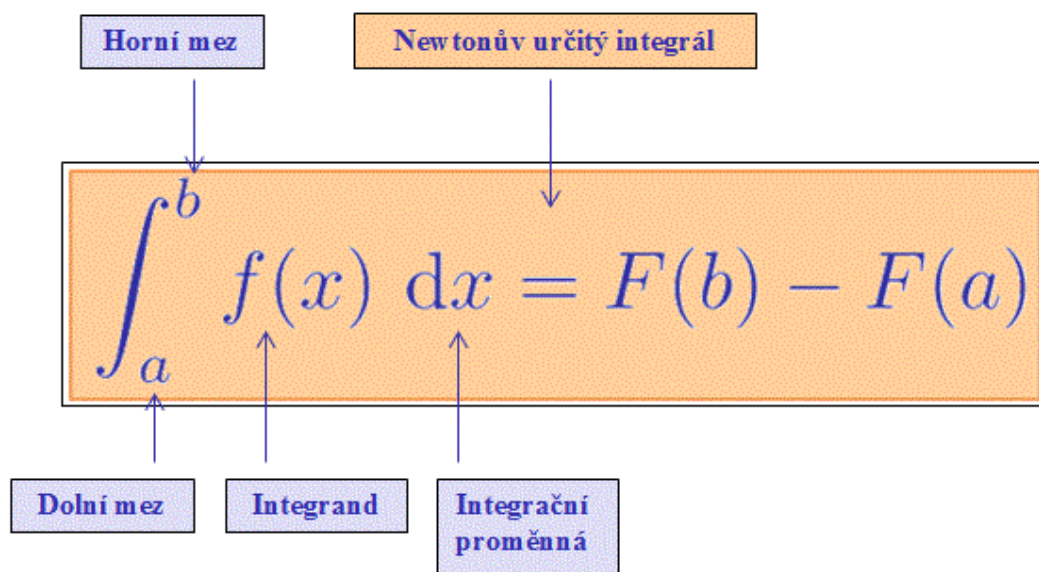 Horní mez
Newtonův určitý integrál
∫_a^b f(x) dx = F(b) − F(a)
Dolní mez
Integrand
Integrační
proměnná